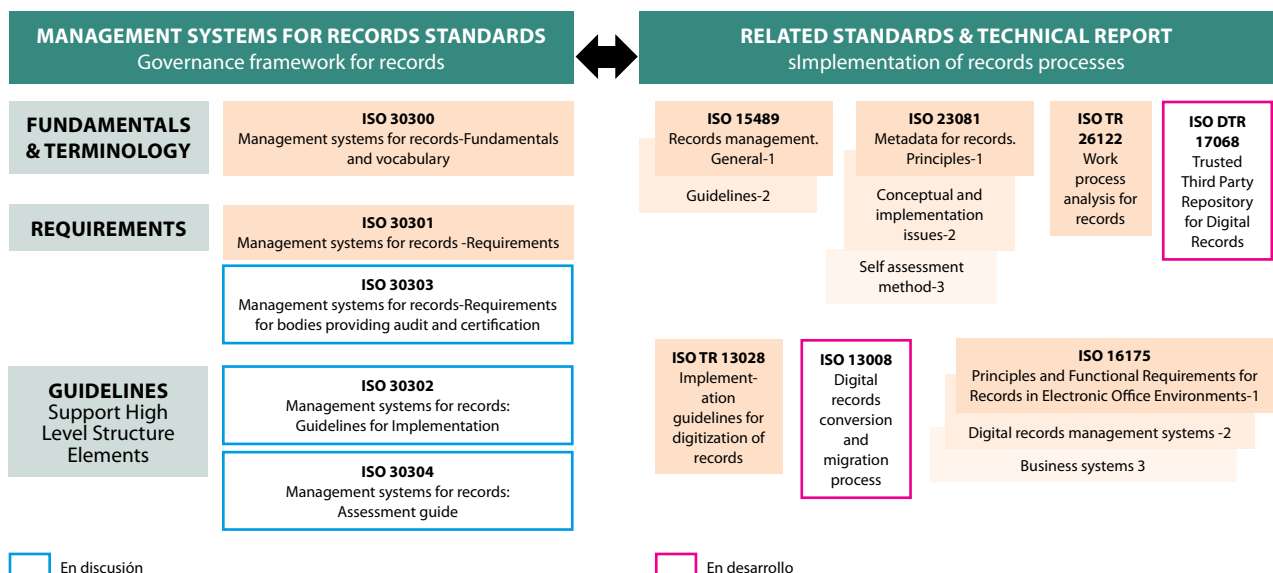 MANAGEMENT SYSTEMS FOR RECORDS STANDARDS
Governance framework for records
RELATED STANDARDS & TECHNICAL REPORT
sImplementation of records processes
FUNDAMENTALS
& TERMINOLOGY
ISO 30300
Management systems for records-Fundamentals
and vocabulary
REQUIREMENTS
ISO 30301
Management systems for records -Requirements
ISO 30303
Management systems for records-Requirements
for bodies providing audit and certification
GUIDELINES
Support High
Level Structure
Elements
ISO 30302
Management systems for records:
Guidelines for Implementation
ISO 30304
Management systems for records:
Assessment guide
En discusión
ISO 15489
Records management.
General-1
Guidelines-2
ISO 23081
Metadada for records.
Principles-1
Conceptual and
implementation
issues-2
Self assessment
method-3
ISO TR
26122
Work
process
analysis for
records
ISO DTR
17068
Trusted
Third Party
Repository
for Digital
Records
ISO TR 13028
Implement-
ation
guidelines for
digitization of
records
ISO 13008
Digital
records
conversion
and
migration
process
ISO 16175
Principles and Functional Requirements for
Records in Electronic Office Environments-1
Digital records management systems -2
Business systems 3
En desarrollo